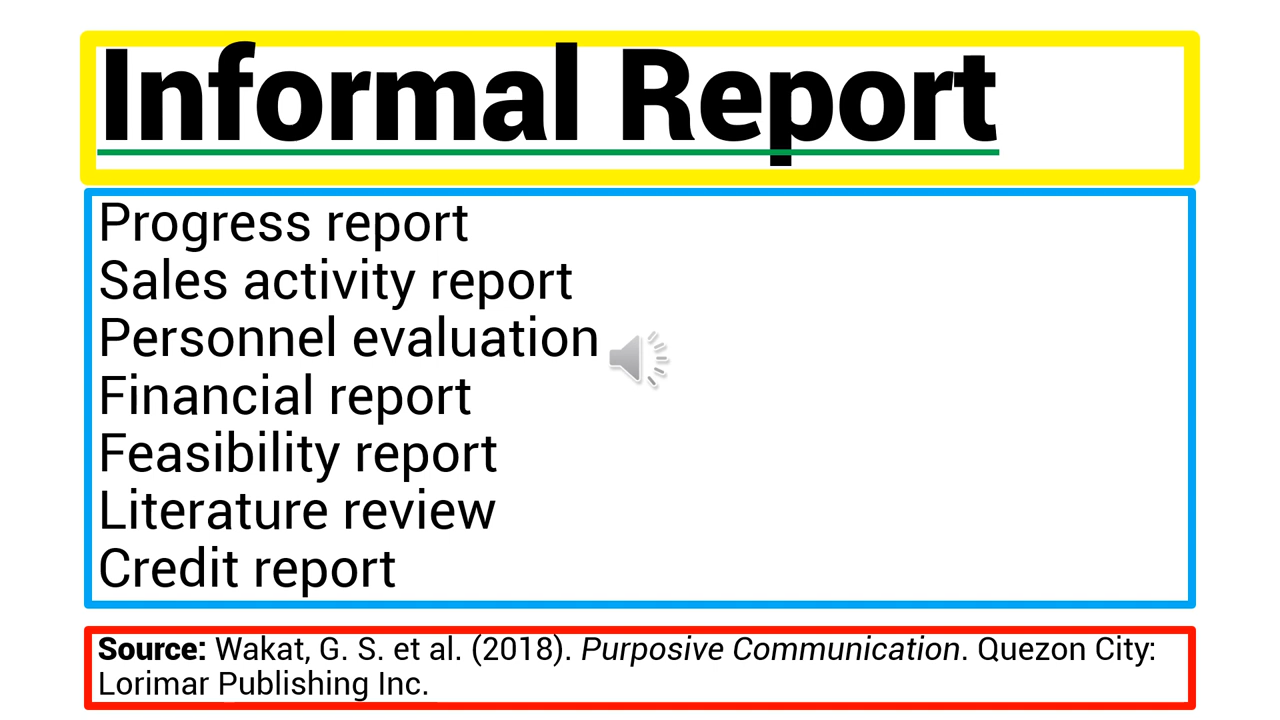 Informal Report
Progress report
Sales activity report
Personnel evaluation
Financial report
Feasibility report
Literature review
Credit report
Source: Wakat, G. S. et al. (2018). Purposive Communication. Quezon City:
Lorimar Publishing Inc.